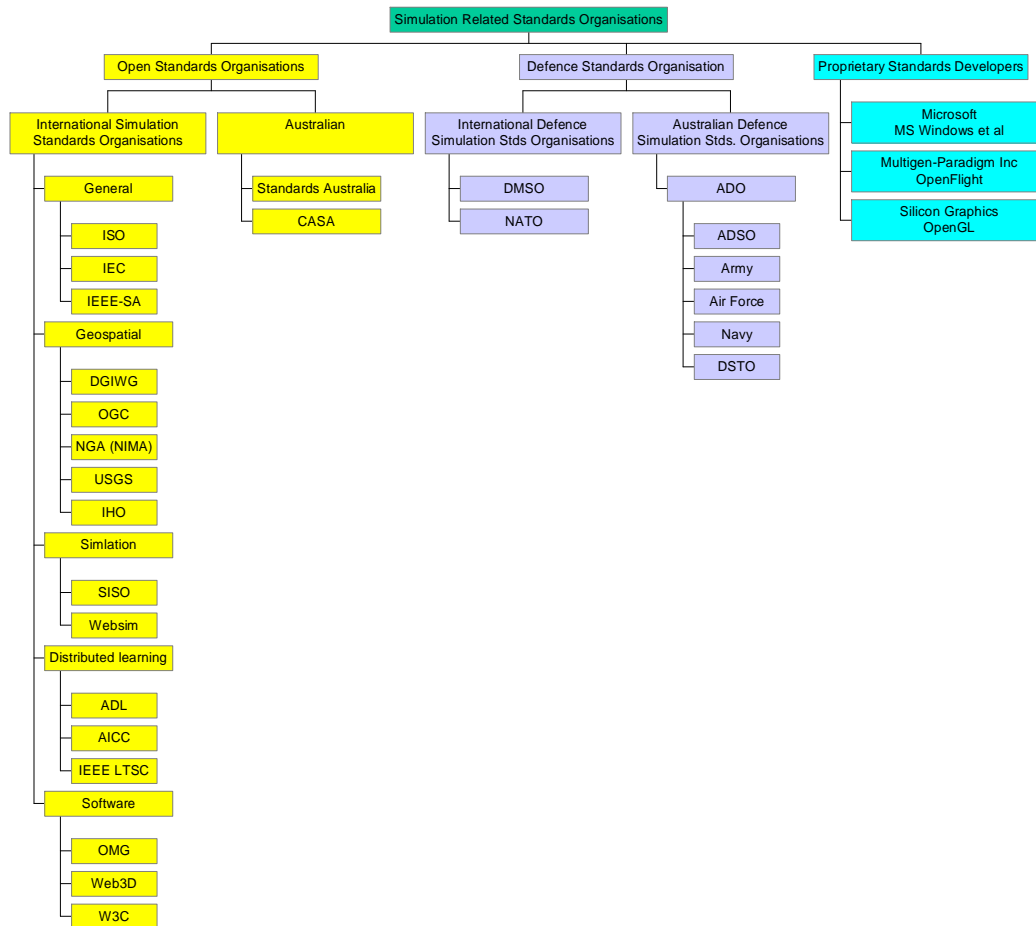 Simulation Related Standards Organisations
Open Standards Organisations
Defence Standards Organisation
Proprietary Standards Developers
International Simulation
Standards Organisations
Australian
International Defence
Simulation Stds Organisations
Australian Defence
Simulation Stds. Organisations
Microsoft
MS Windows et al
Multigen-Paradigm Inc
OpenFlight
Silicon Graphics
OpenGL
General
ISO
IEC
IEEE-SA
Geospatial
DGIWG
OGC
NGA (NIMA)
USGS
IHO
Simlation
SISO
Websim
Distributed learning
ADL
AICC
IEEE LTSC
Software
OMG
Web3D
W3C
Standards Australia
CASA
DMSO
NATO
ADO
ADSO
Army
Air Force
Navy
DSTO